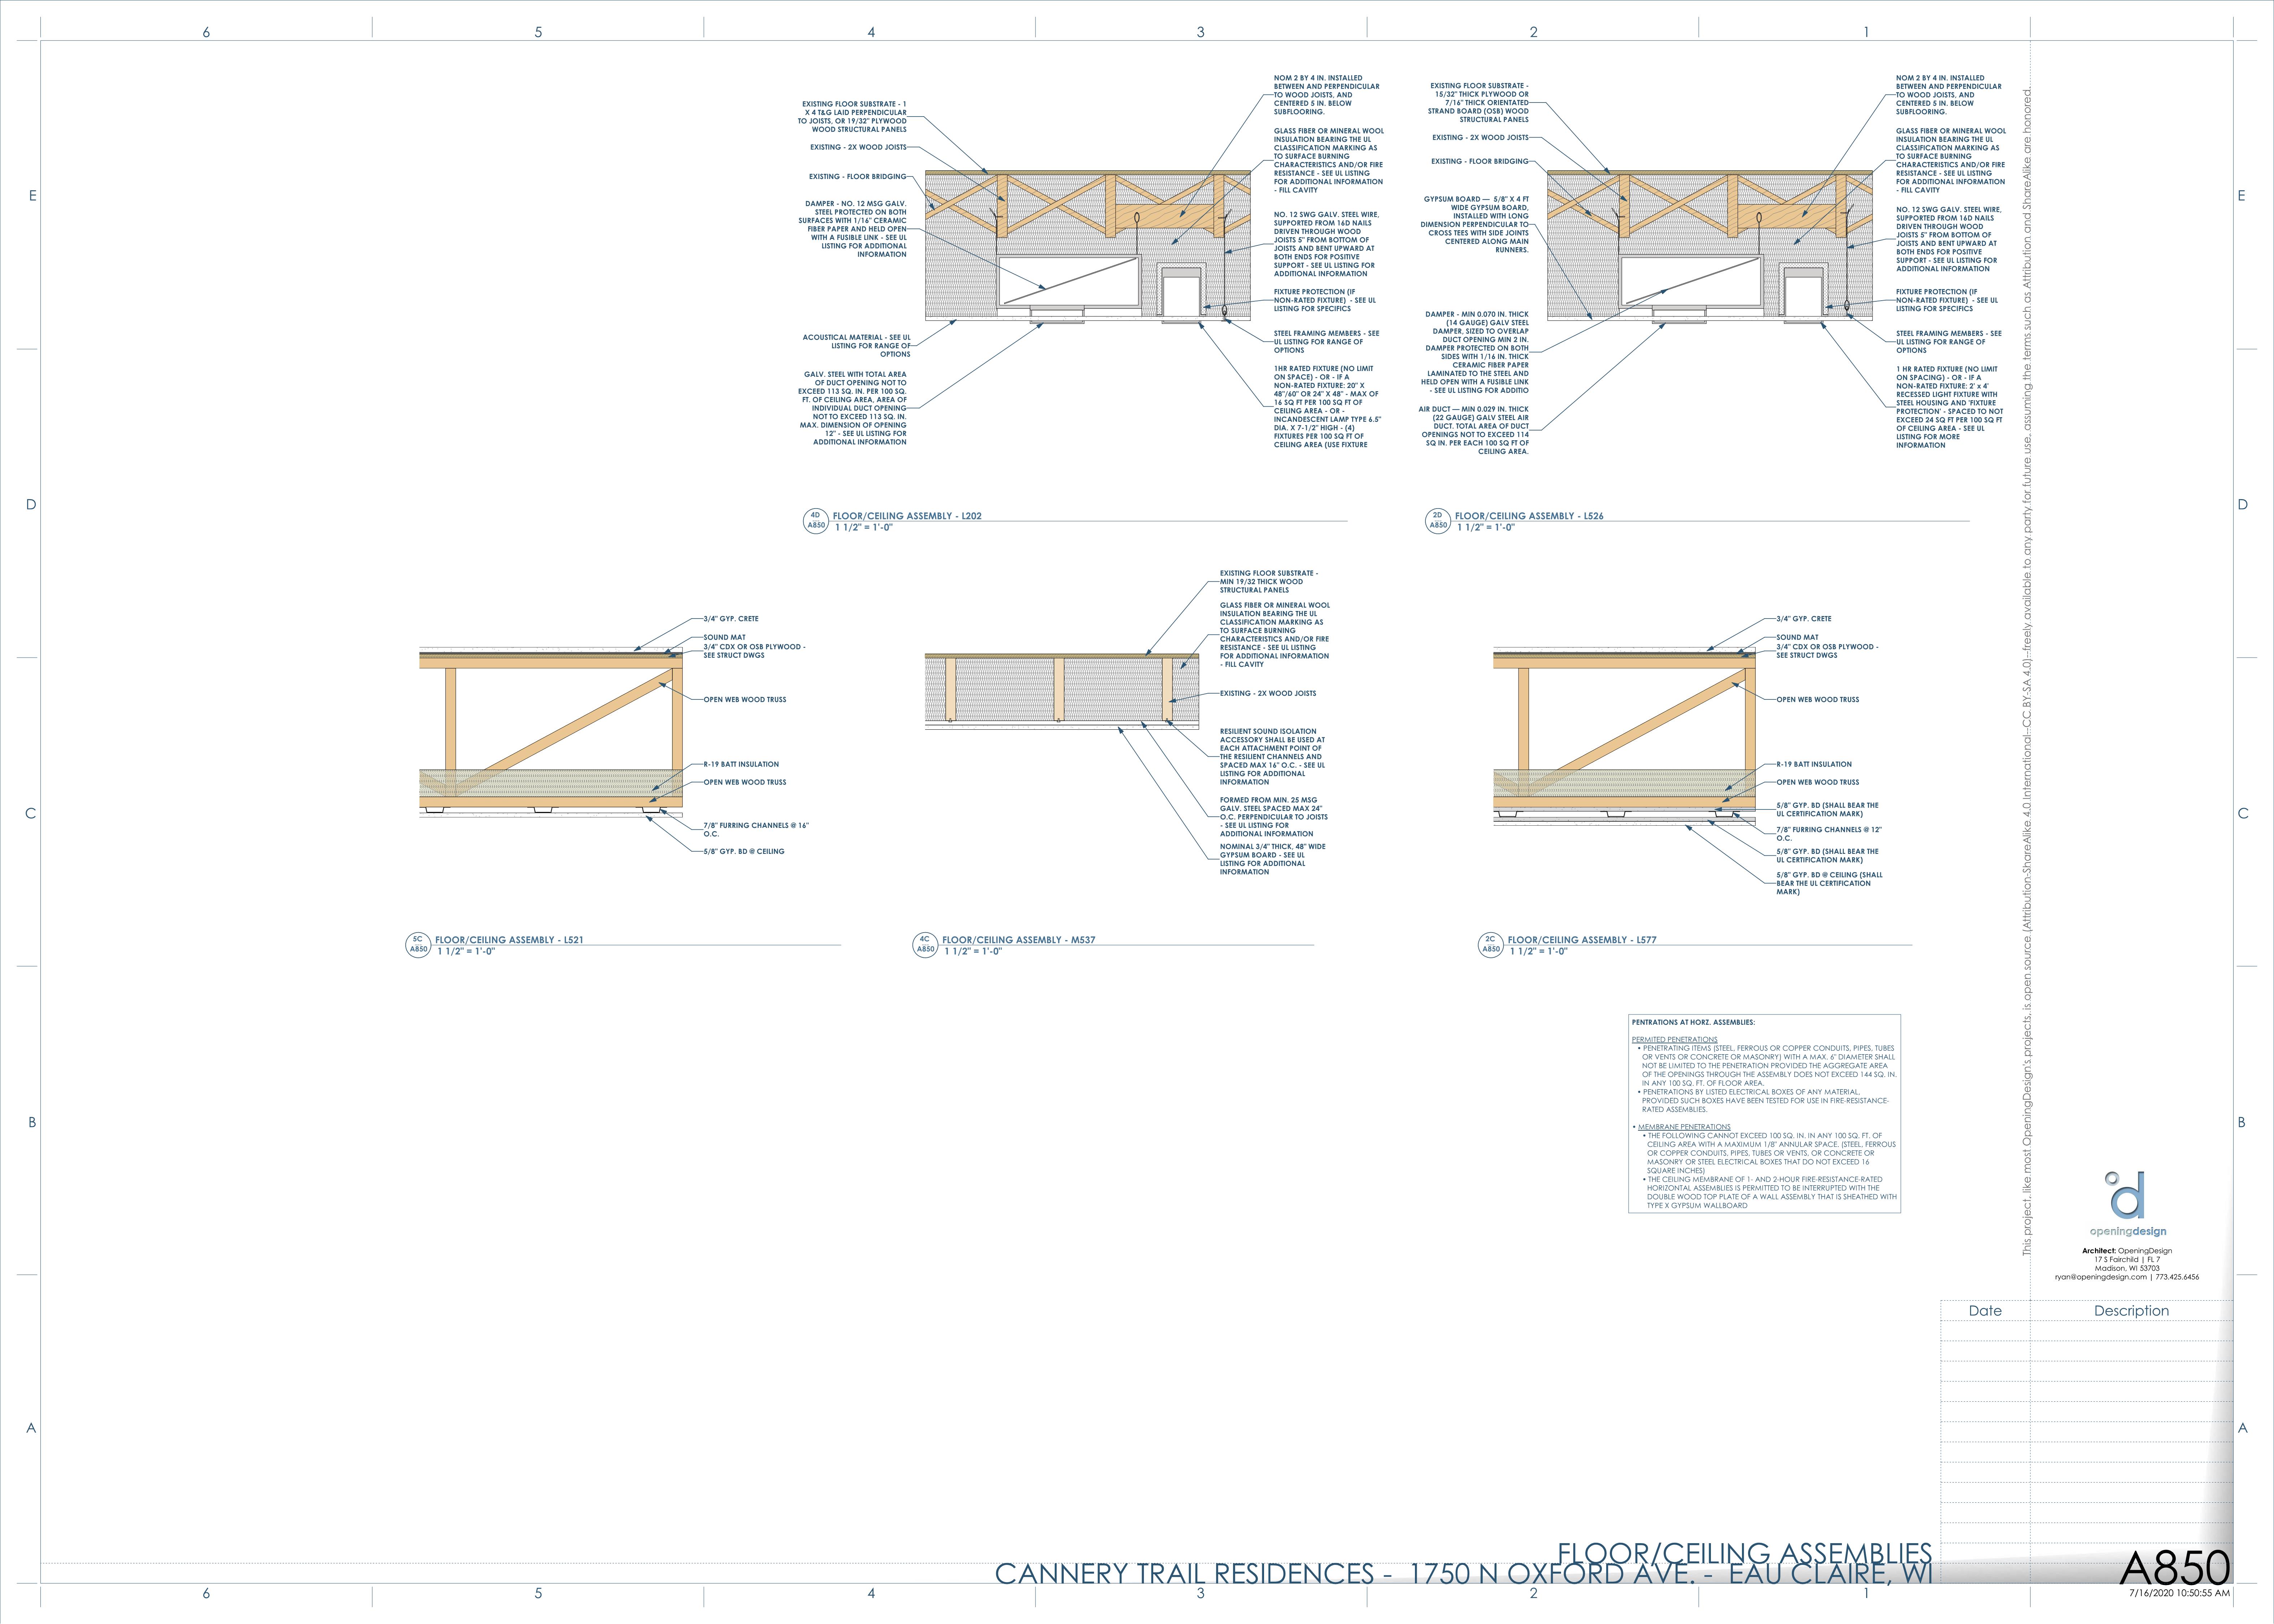 6 5 4 3 2 1
E
D
C
B
A
EXISTING FLOOR SUBSTRATE - 1
X 4 T&G LAID PERPENDICULAR
TO JOISTS, OR 19/32" PLYWOOD
WOOD STRUCTURAL PANELS
EXISTING - 2X WOOD JOISTS
EXISTING - FLOOR BRIDGING
DAMPER - NO. 12 MSG GALV.
STEEL PROTECTED ON BOTH
SURFACES WITH 1/16" CERAMIC
FIBER PAPER AND HELD OPEN
WITH A FUSIBLE LINK - SEE UL
LISTING FOR ADDITIONAL
INFORMATION
ACOUSTICAL MATERIAL - SEE UL
LISTING FOR RANGE OF
OPTIONS
GALV. STEEL WITH TOTAL AREA
OF DUCT OPENING NOT TO
EXCEED 113 SQ. IN. PER 100 SQ.
FT. OF CEILING AREA, AREA OF
INDIVIDUAL DUCT OPENING
NOT TO EXCEED 113 SQ. IN.
MAX. DIMENSION OF OPENING
12" - SEE UL LISTING FOR
ADDITIONAL INFORMATION
NOM 2 BY 4 IN. INSTALLED
BETWEEN AND PERPENDICULAR
TO WOOD JOISTS, AND
CENTERED 5 IN. BELOW
SUBFLOORING.
GLASS FIBER OR MINERAL WOOL
INSULATION BEARING THE UL
CLASSIFICATION MARKING AS
TO SURFACE BURNING
CHARACTERISTICS AND/OR FIRE
RESISTANCE - SEE UL LISTING
FOR ADDITIONAL INFORMATION
- FILL CAVITY
NO. 12 SWG GALV. STEEL WIRE,
SUPPORTED FROM 16D NAILS
DRIVEN THROUGH WOOD
JOISTS 5" FROM BOTTOM OF
JOISTS AND BENT UPWARD AT
BOTH ENDS FOR POSITIVE
SUPPORT - SEE UL LISTING FOR
ADDITIONAL INFORMATION
FIXTURE PROTECTION (IF
NON-RATED FIXTURE) - SEE UL
LISTING FOR SPECIFICS
STEEL FRAMING MEMBERS - SEE
UL LISTING FOR RANGE OF
OPTIONS
1HR RATED FIXTURE (NO LIMIT
ON SPACE) - OR - IF A
NON-RATED FIXTURE: 20" X
48"/60" OR 24" X 48" - MAX OF
16 SQ FT PER 100 SQ FT OF
CEILING AREA - OR -
INCANDESCENT LAMP TYPE 6.5"
DIA. X 7-1/2" HIGH - (4)
FIXTURES PER 100 SQ FT OF
CEILING AREA (USE FIXTURE
4D
A850
FLOOR/CEILING ASSEMBLY - L202
1 1/2" = 1'-0"
EXISTING FLOOR SUBSTRATE -
15/32" THICK PLYWOOD OR
7/16" THICK ORIENTATED
STRAND BOARD (OSB) WOOD
STRUCTURAL PANELS
EXISTING - 2X WOOD JOISTS
EXISTING - FLOOR BRIDGING
GYPSUM BOARD — 5/8" X 4 FT
WIDE GYPSUM BOARD,
INSTALLED WITH LONG
DIMENSION PERPENDICULAR TO
CROSS TEES WITH SIDE JOINTS
CENTERED ALONG MAIN
RUNNERS.
DAMPER - MIN 0.070 IN. THICK
(14 GAUGE) GALV STEEL
DAMPER, SIZED TO OVERLAP
DUCT OPENING MIN 2 IN.
DAMPER PROTECTED ON BOTH
SIDES WITH 1/16 IN. THICK
CERAMIC FIBER PAPER
LAMINATED TO THE STEEL AND
HELD OPEN WITH A FUSIBLE LINK
- SEE UL LISTING FOR ADDITIO
AIR DUCT — MIN 0.029 IN. THICK
(22 GAUGE) GALV STEEL AIR
DUCT. TOTAL AREA OF DUCT
OPENINGS NOT TO EXCEED 114
SQ IN. PER EACH 100 SQ FT OF
CEILING AREA.
NOM 2 BY 4 IN. INSTALLED
BETWEEN AND PERPENDICULAR
TO WOOD JOISTS, AND
CENTERED 5 IN. BELOW
SUBFLOORING.
GLASS FIBER OR MINERAL WOOL
INSULATION BEARING THE UL
CLASSIFICATION MARKING AS
TO SURFACE BURNING
CHARACTERISTICS AND/OR FIRE
RESISTANCE - SEE UL LISTING
FOR ADDITIONAL INFORMATION
- FILL CAVITY
NO. 12 SWG GALV. STEEL WIRE,
SUPPORTED FROM 16D NAILS
DRIVEN THROUGH WOOD
JOISTS 5" FROM BOTTOM OF
JOISTS AND BENT UPWARD AT
BOTH ENDS FOR POSITIVE
SUPPORT - SEE UL LISTING FOR
ADDITIONAL INFORMATION
FIXTURE PROTECTION (IF
NON-RATED FIXTURE) - SEE UL
LISTING FOR SPECIFICS
STEEL FRAMING MEMBERS - SEE
UL LISTING FOR RANGE OF
OPTIONS
1 HR RATED FIXTURE (NO LIMIT
ON SPACING) - OR - IF A
NON-RATED FIXTURE: 2' x 4'
RECESSED LIGHT FIXTURE WITH
STEEL HOUSING AND 'FIXTURE
PROTECTION' - SPACED TO NOT
EXCEED 24 SQ FT PER 100 SQ FT
OF CEILING AREA - SEE UL
LISTING FOR MORE
INFORMATION
2D
A850
FLOOR/CEILING ASSEMBLY - L526
1 1/2" = 1'-0"
3/4" GYP. CRETE
SOUND MAT
3/4" CDX OR OSB PLYWOOD -
SEE STRUCT DWGS
OPEN WEB WOOD TRUSS
R-19 BATT INSULATION
OPEN WEB WOOD TRUSS
7/8" FURRING CHANNELS @ 16"
O.C.
5/8" GYP. BD @ CEILING
5C
A850
FLOOR/CEILING ASSEMBLY - L521
1 1/2" = 1'-0"
EXISTING FLOOR SUBSTRATE -
MIN 19/32 THICK WOOD
STRUCTURAL PANELS
GLASS FIBER OR MINERAL WOOL
INSULATION BEARING THE UL
CLASSIFICATION MARKING AS
TO SURFACE BURNING
CHARACTERISTICS AND/OR FIRE
RESISTANCE - SEE UL LISTING
FOR ADDITIONAL INFORMATION
- FILL CAVITY
EXISTING - 2X WOOD JOISTS
RESILIENT SOUND ISOLATION
ACCESSORY SHALL BE USED AT
EACH ATTACHMENT POINT OF
THE RESILIENT CHANNELS AND
SPACED MAX 16" O.C. - SEE UL
LISTING FOR ADDITIONAL
INFORMATION
FORMED FROM MIN. 25 MSG
GALV. STEEL SPACED MAX 24"
O.C. PERPENDICULAR TO JOISTS
- SEE UL LISTING FOR
ADDITIONAL INFORMATION
NOMINAL 3/4" THICK, 48" WIDE
GYPSUM BOARD - SEE UL
LISTING FOR ADDITIONAL
INFORMATION
4C
A850
FLOOR/CEILING ASSEMBLY - M537
1 1/2" = 1'-0"
3/4" GYP. CRETE
SOUND MAT
3/4" CDX OR OSB PLYWOOD -
SEE STRUCT DWGS
OPEN WEB WOOD TRUSS
R-19 BATT INSULATION
OPEN WEB WOOD TRUSS
5/8" GYP. BD (SHALL BEAR THE
UL CERTIFICATION MARK)
7/8" FURRING CHANNELS @ 12"
O.C.
5/8" GYP. BD (SHALL BEAR THE
UL CERTIFICATION MARK)
5/8" GYP. BD @ CEILING (SHALL
BEAR THE UL CERTIFICATION
MARK)
2C
A850
FLOOR/CEILING ASSEMBLY - L577
1 1/2" = 1'-0"
PENTRATIONS AT HORZ. ASSEMBLIES:
PERMITED PENETRATIONS
• PENETRATING ITEMS (STEEL, FERROUS OR COPPER CONDUITS, PIPES, TUBES
OR VENTS OR CONCRETE OR MASONRY) WITH A MAX. 6" DIAMETER SHALL
NOT BE LIMITED TO THE PENETRATION PROVIDED THE AGGREGATE AREA
OF THE OPENINGS THROUGH THE ASSEMBLY DOES NOT EXCEED 144 SQ. IN.
IN ANY 100 SQ. FT. OF FLOOR AREA.
• PENETRATIONS BY LISTED ELECTRICAL BOXES OF ANY MATERIAL,
PROVIDED SUCH BOXES HAVE BEEN TESTED FOR USE IN FIRE-RESISTANCE-
RATED ASSEMBLIES.
• MEMBRANE PENETRATIONS
• THE FOLLOWING CANNOT EXCEED 100 SQ. IN. IN ANY 100 SQ. FT. OF
CEILING AREA WITH A MAXIMUM 1/8" ANNULAR SPACE. (STEEL, FERROUS
OR COPPER CONDUITS, PIPES, TUBES OR VENTS, OR CONCRETE OR
MASONRY OR STEEL ELECTRICAL BOXES THAT DO NOT EXCEED 16
SQUARE INCHES)
• THE CEILING MEMBRANE OF 1- AND 2-HOUR FIRE-RESISTANCE-RATED
HORIZONTAL ASSEMBLIES IS PERMITTED TO BE INTERRUPTED WITH THE
DOUBLE WOOD TOP PLATE OF A WALL ASSEMBLY THAT IS SHEATHED WITH
TYPE X GYPSUM WALLBOARD
This project, like most OpeningDesign's projects, is open source (Attribution-ShareAlike 4.0 International--CC BY-SA 4.0)--freely available to any party for future use, assuming the terms such as Attribution and ShareAlike are honored.
openingdesign
Architect: OpeningDesign
17 S Fairchild | FL 7
Madison, WI 53703
ryan@openingdesign.com | 773.425.6456
Date Description
FLOOR/CEILING ASSEMBLIES
CANNERY TRAIL RESIDENCES - 1750 N OXFORD AVE. - EAU CLAIRE, WI
A850
7/16/2020 10:50:55 AM
E
D
C
B
A
6 5 4 3 2 1